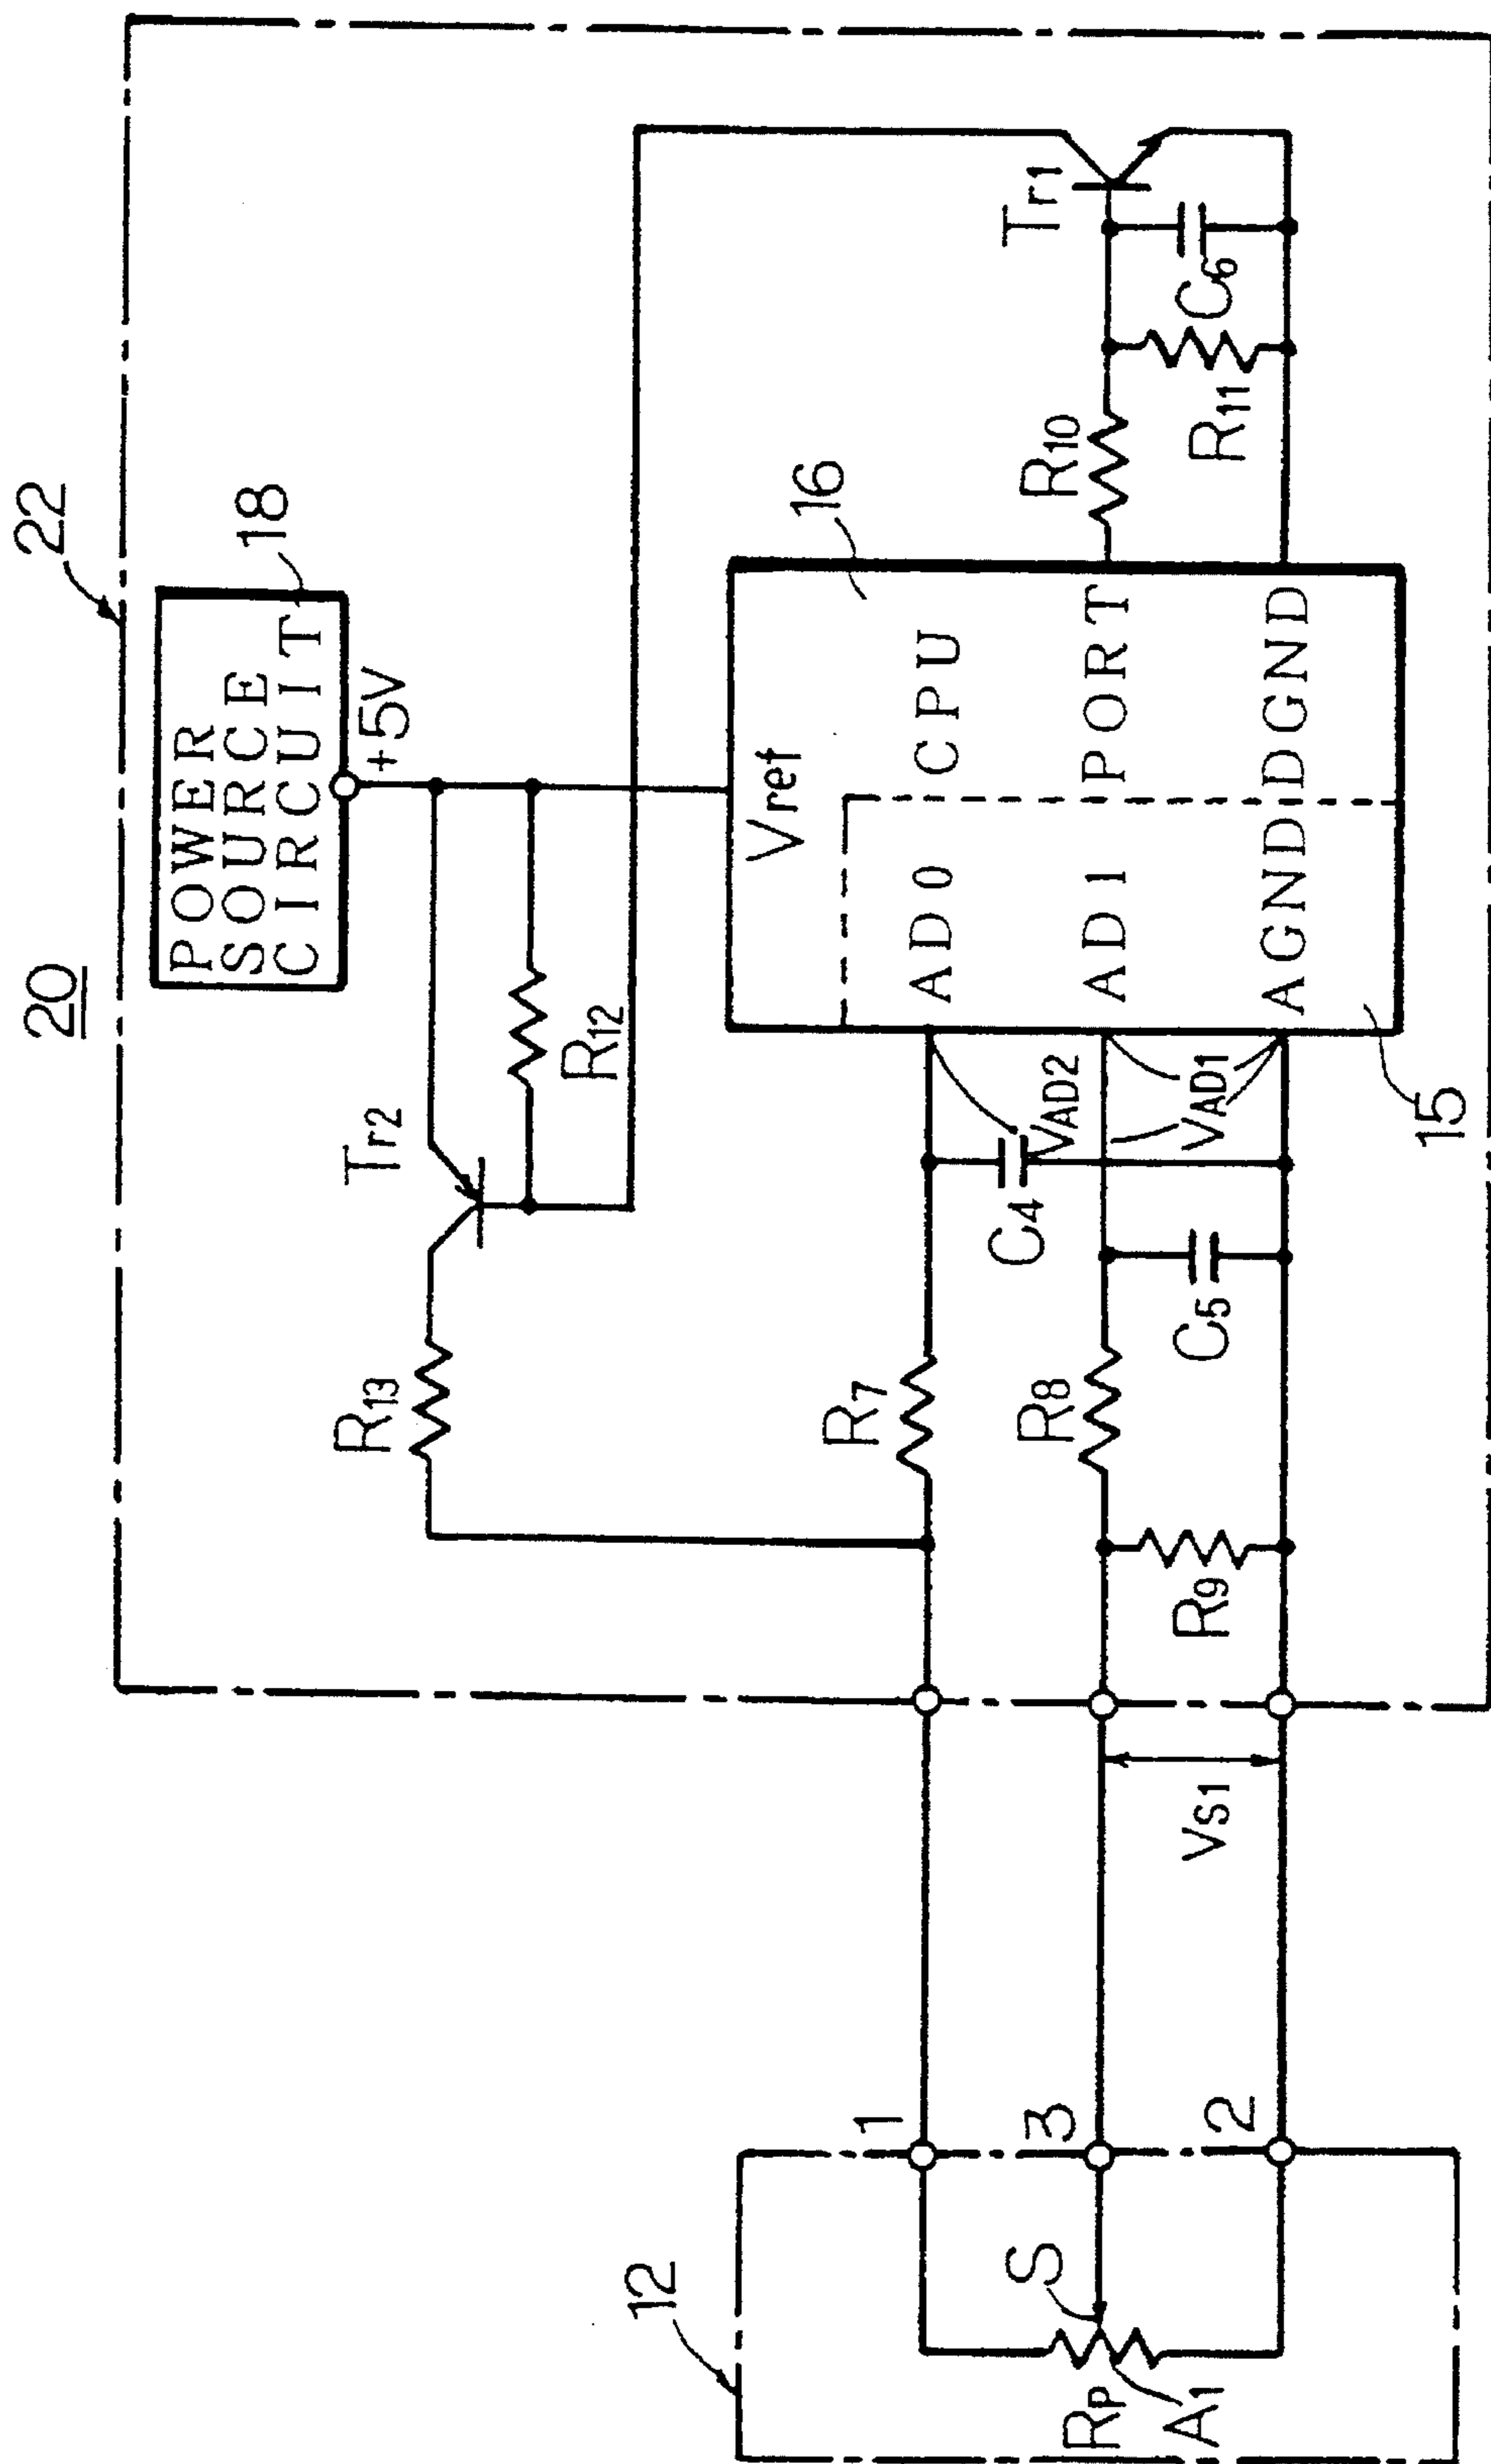 20
22
POWER
SOURCE
CIRCUIT
18
+5V
Tr2
R12
R13
Vref
16
CPU
AD0
AD1
PORT
AGND
DGND
15
R7
C4
VAD2
R8
C5
VAD1
R9
R10
R11
C6
Tr1
VS1
12
1
3
2
S
RP
A1